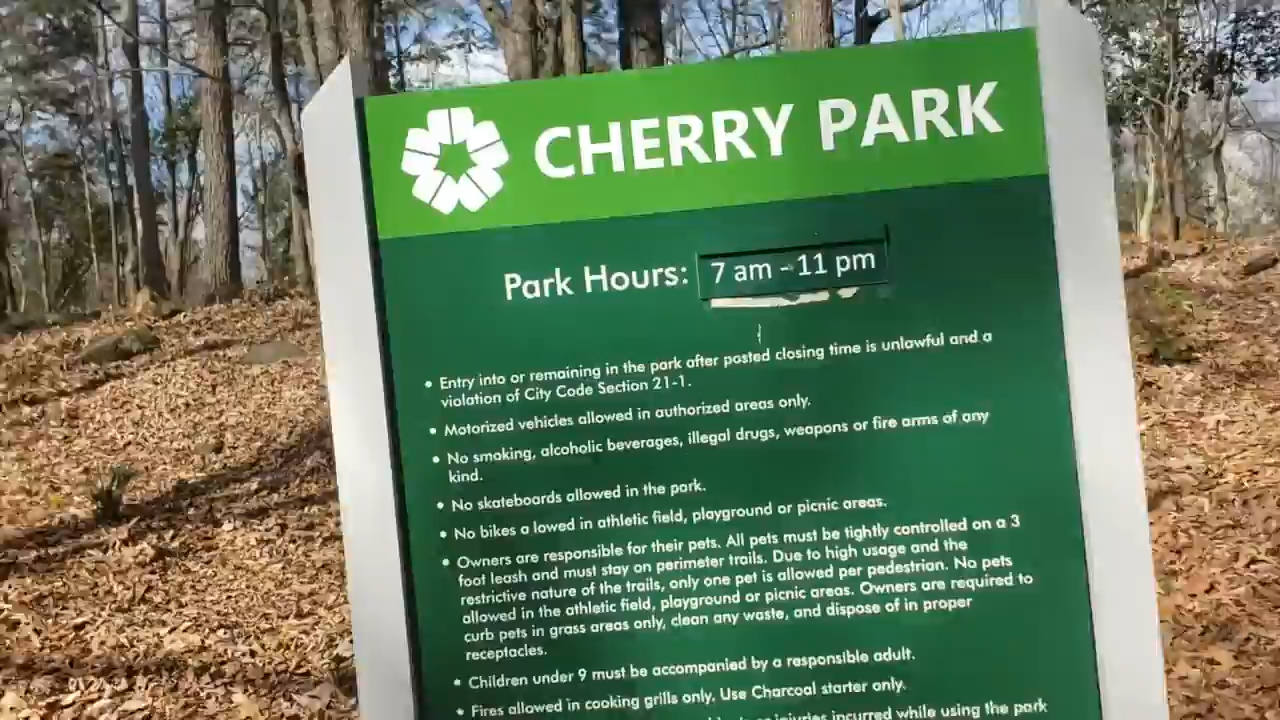 CHERRY PARK
Park Hours: 7 am - 11 pm
• Entry into or remaining in the park after posted closing time is unlawful and a
violation of City Code Section 21-1.
• Motorized vehicles allowed in authorized areas only.
• No smoking, alcoholic beverages, illegal drugs, weapons or fire arms of any
kind.
• No skateboards allowed in the park.
• No bikes a lowed in athletic field, playground or picnic areas.
• Owners are responsible for their pets. All pets must be tightly controlled on a 3
foot leash and must stay on perimeter trails. Due to high usage and the
restrictive nature of the trails, only one pet is allowed per pedestrian. No pets
allowed in the athletic field, playground or picnic areas. Owners are required to
curb pets in grass areas only, clean any waste, and dispose of in proper
receptacles.
• Children under 9 must be accompanied by a responsible adult.
• Fires allowed in cooking grills only. Use Charcoal starter only.
injuries incurred while using the park